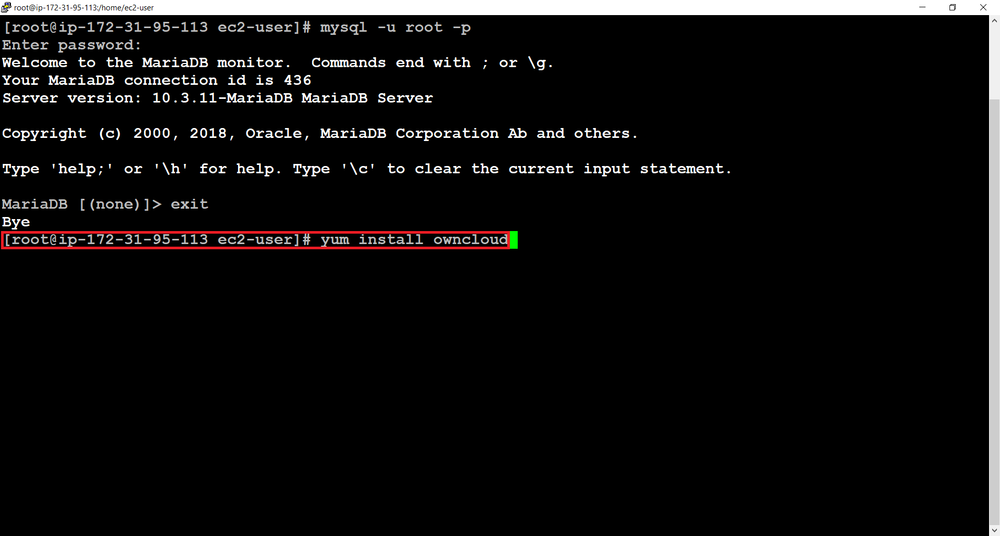 root@ip-172-31-95-113:/home/ec2-user
[root@ip-172-31-95-113 ec2-user]# mysql -u root -p
Enter password:
Welcome to the MariaDB monitor.  Commands end with ; or \g.
Your MariaDB connection id is 436
Server version: 10.3.11-MariaDB MariaDB Server
Copyright (c) 2000, 2018, Oracle, MariaDB Corporation Ab and others.
Type 'help;' or '\h' for help. Type '\c' to clear the current input statement.
MariaDB [(none)]> exit
Bye
[root@ip-172-31-95-113 ec2-user]# yum install owncloud